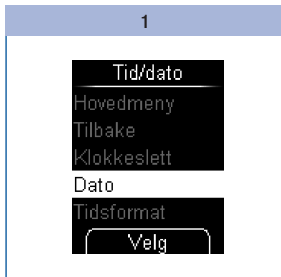 1
Tid/dato
Hovedmeny
Tilbake
Klokkeslett
Dato
Tidsformat
Velg